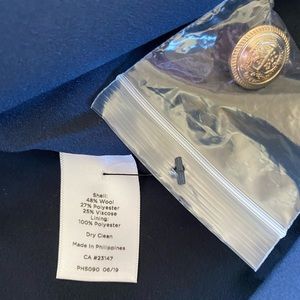 Shell:
48% Wool
27% Polyester
25% Viscose
Lining:
100% Polyester
Dry Clean
Made In Philippines
CA #23147
PH5090 06/19